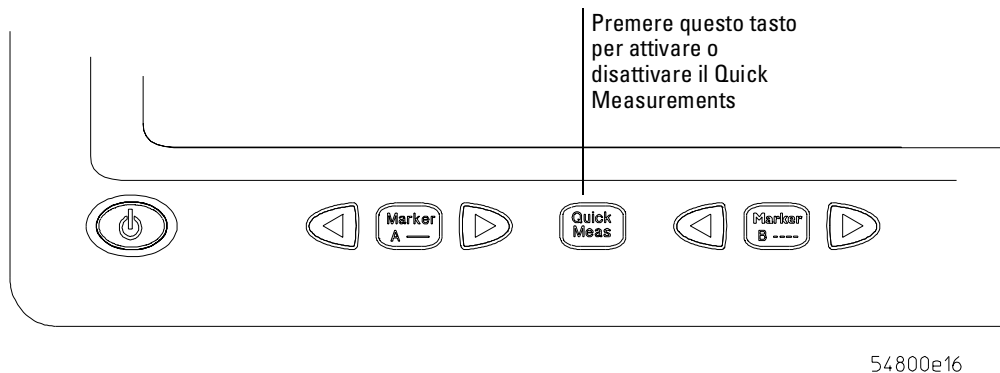 Premere questo tasto
per attivare o
disattivare il Quick
Measurements
Marker
A —
Quick
Meas
Marker
B ----
54800e16